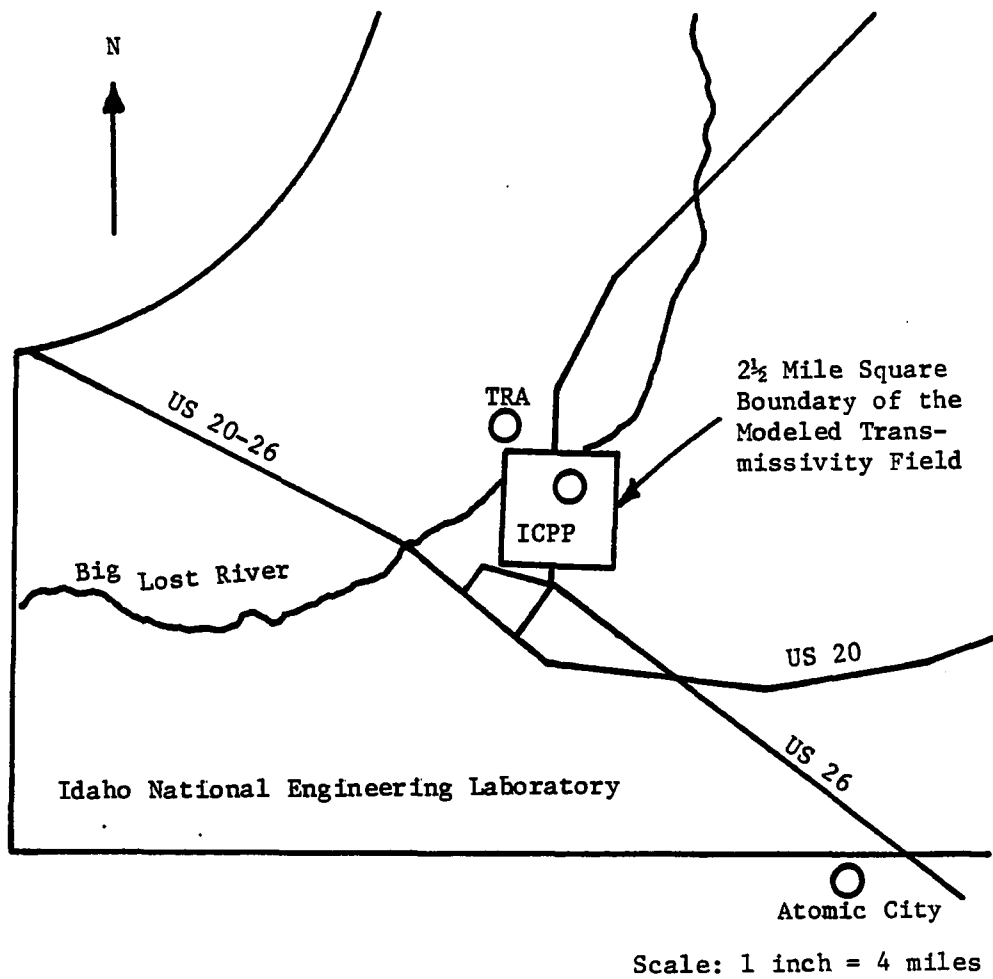 N
2½ Mile Square
Boundary of the
Modeled Trans-
missivity Field
TRA
US 20-26
ICPP
Big Lost River
US 20
US 26
Idaho National Engineering Laboratory
Atomic City
Scale: 1 inch = 4 miles